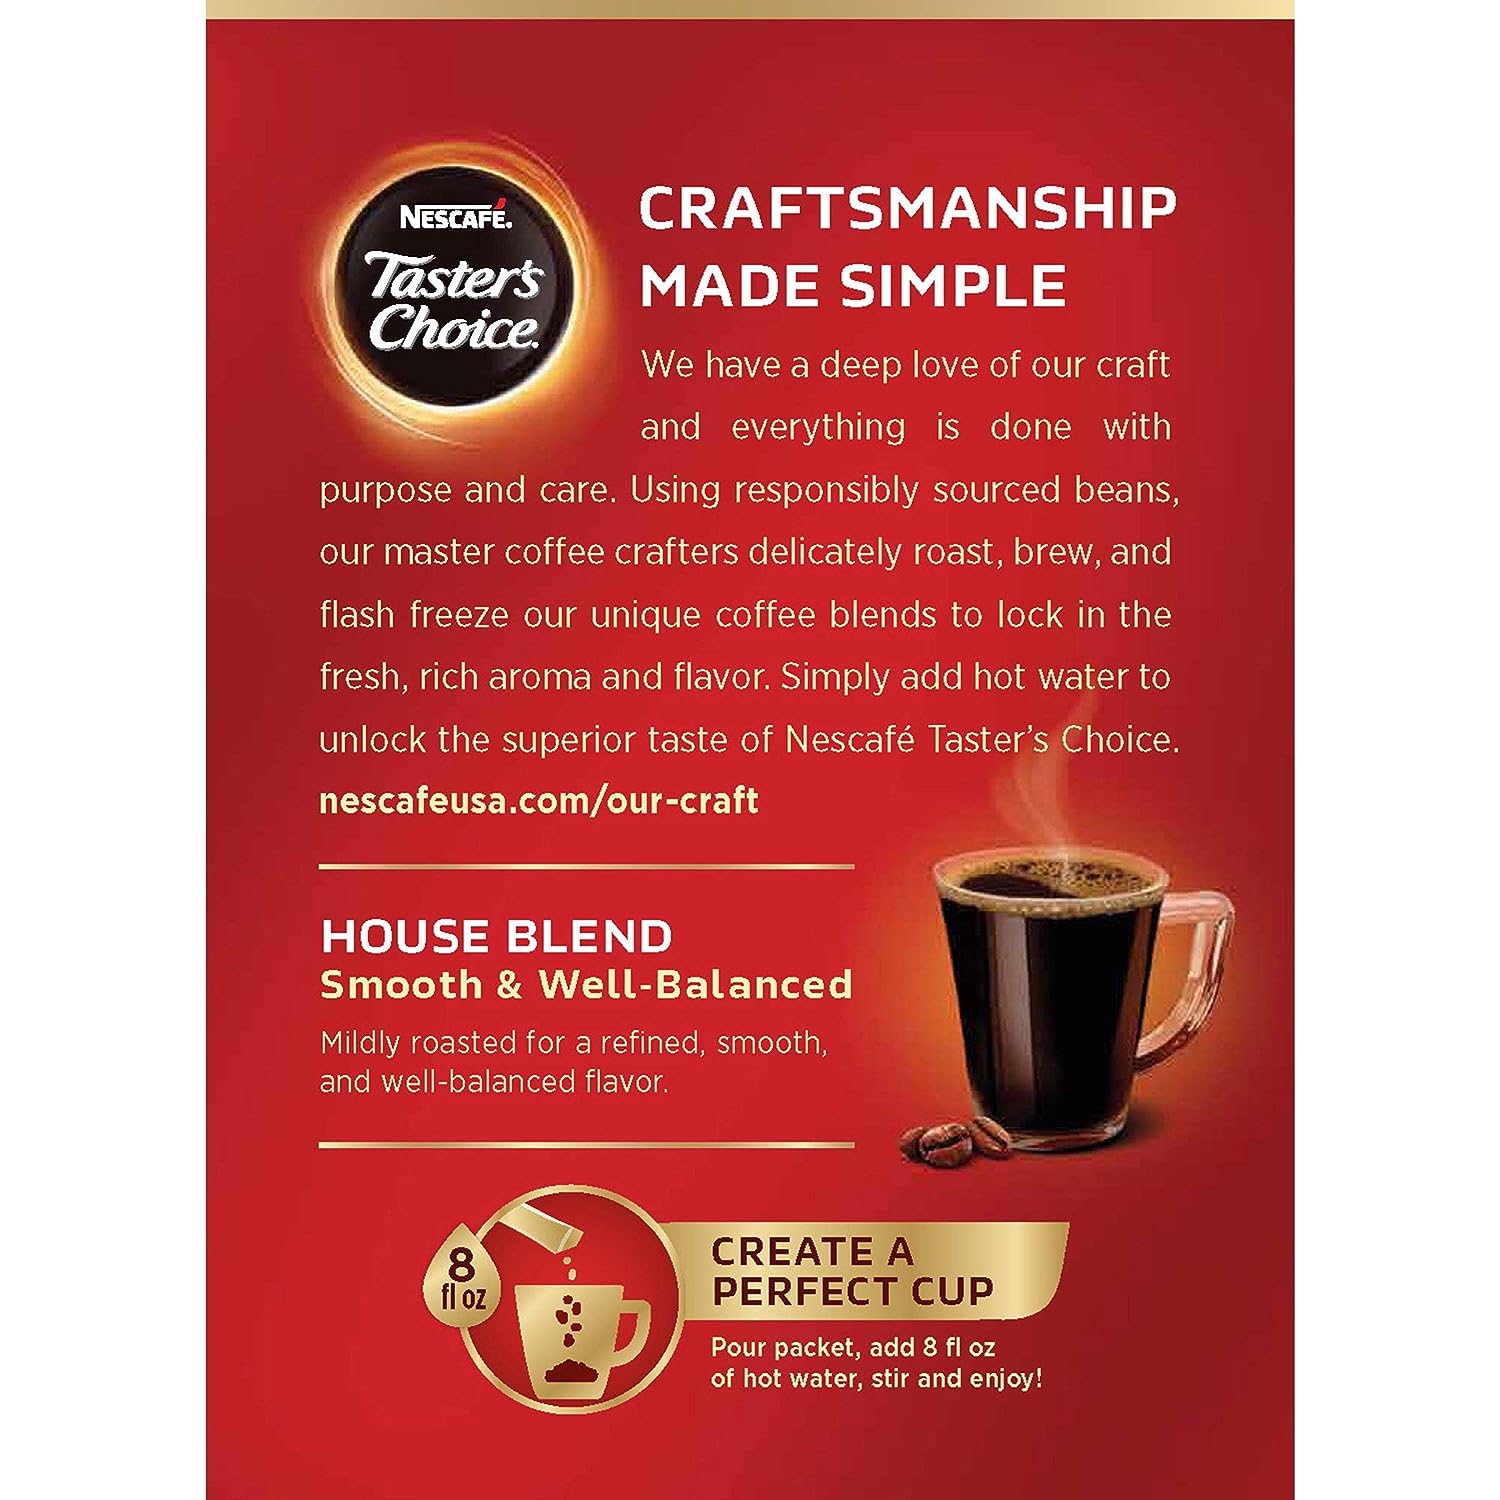 NESCAFÉ.
Taster's
Choice.
CRAFTSMANSHIP
MADE SIMPLE
We have a deep love of our craft
and everything is done with
purpose and care. Using responsibly sourced beans,
our master coffee crafters delicately roast, brew, and
flash freeze our unique coffee blends to lock in the
fresh, rich aroma and flavor. Simply add hot water to
unlock the superior taste of Nescafé Taster's Choice.
nescafeusa.com/our-craft
HOUSE BLEND
Smooth & Well-Balanced
Mildly roasted for a refined, smooth,
and well-balanced flavor.
8
fl oz
CREATE A
PERFECT CUP
Pour packet, add 8 fl oz
of hot water, stir and enjoy!